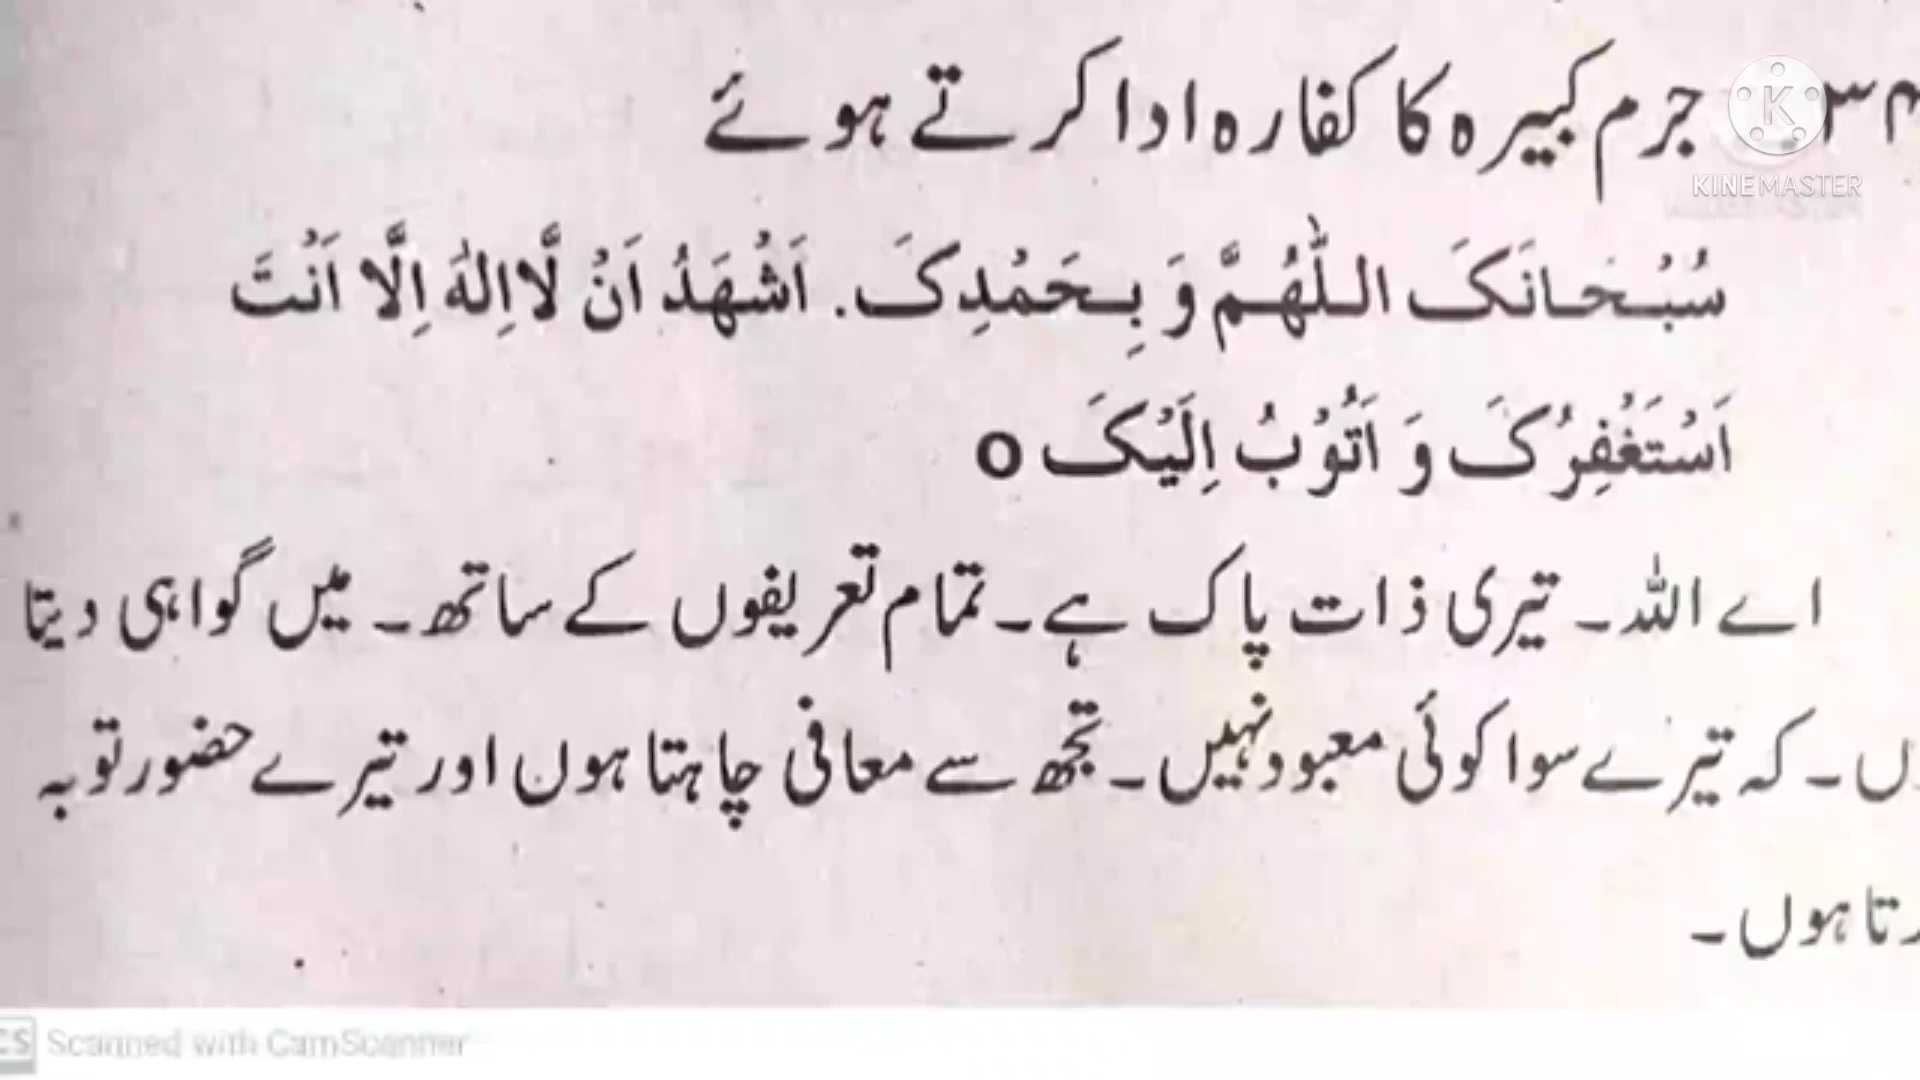 ۳۴۔ جرم کبیرہ کا کفارہ ادا کرتے ہوئے
KINEMASTER
سُبْحَانَکَ اللّٰهُمَّ وَ بِحَمْدِکَ. اَشْهَدُ اَنْ لَّا اِلٰهَ اِلَّا اَنْتَ
اَسْتَغْفِرُکَ وَ اَتُوْبُ اِلَیْکَ o
اے اللہ۔ تیری ذات پاک ہے۔ تمام تعریفوں کے ساتھ۔ میں گواہی دیتا
وں۔ کہ تیرے سوا کوئی معبود نہیں۔ تجھ سے معافی چاہتا ہوں اور تیرے حضور توبہ
رتا ہوں۔
CS Scanned with CamScanner